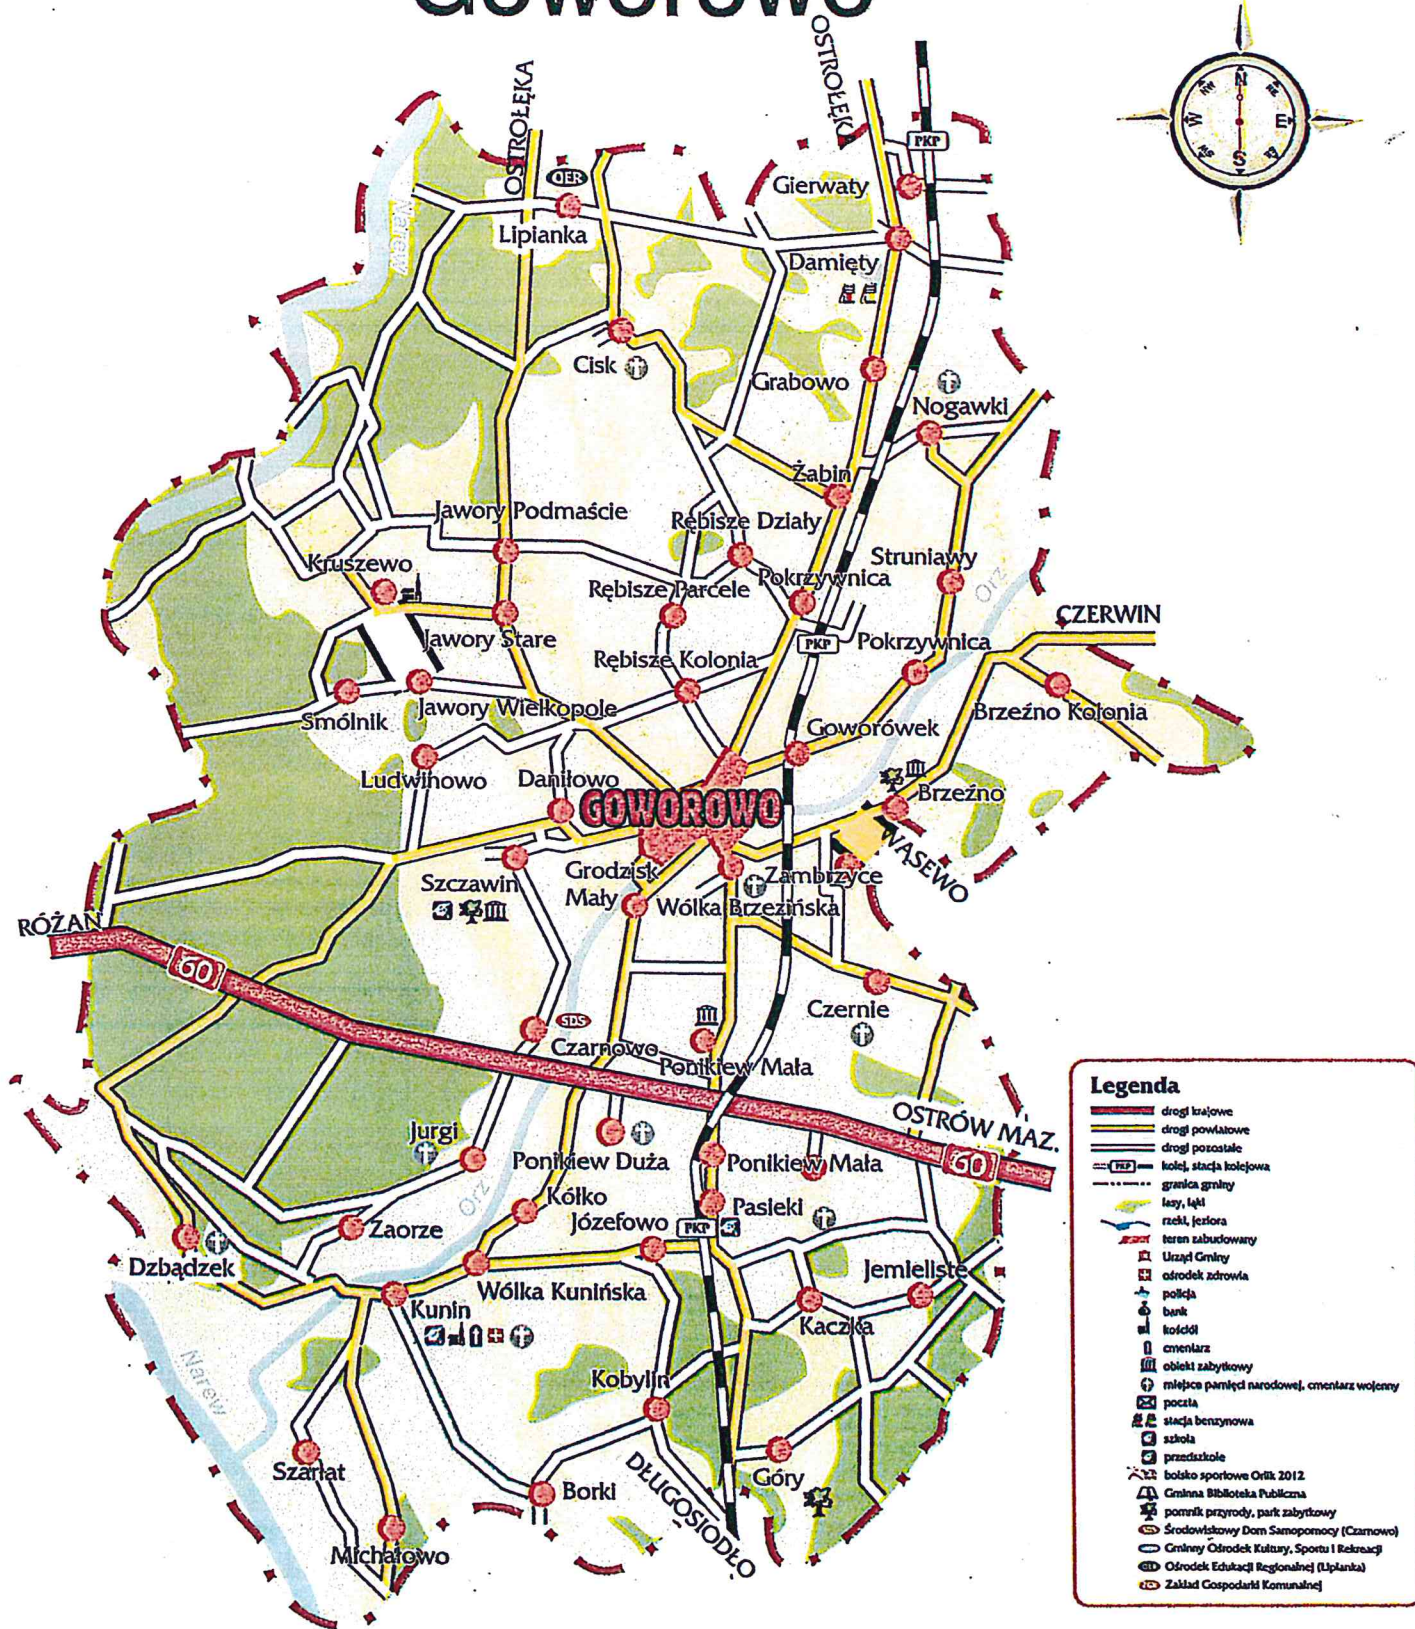 Goworowo
OSTROŁĘKA
N
NE
E
SE
S
SW
W
NW
PKP
Gierwaty
OER
Lipianka
Narew
Damięty
Cisk
Grabowo
Nogawki
Żabin
Jawory Podmaście
Rębisze Działy
Struniawy
Kruszewo
Rębisze Parcele
Pokrzywnica
Orz
CZERWIN
Jawory Stare
PKP
Pokrzywnica
Rębisze Kolonia
Smólnik
Jawory Wielkopole
Brzeźno Kolonia
Goworówek
Ludwinowo
Daniłowo
GOWOROWO
Brzeźno
WĄSEWO
Szczawin
Grodzisk
Mały
Zambrzyce
Wólka Brzezińska
RÓŻAN
60
Czernie
SDS
Czarnowo
Ponikiew Mała
OSTRÓW MAZ.
60
Jurgi
Ponikiew Duża
Ponikiew Mała
Orz
Kółko
Pasieki
Józefowo
PKP
Zaorze
Dzbądzek
Jemieliste
Wólka Kunińska
Kunin
Kaczka
Narew
Kobylin
Szarłat
Góry
Borki
DŁUGOSIODŁO
Michałowo
Legenda
drogi krajowe
drogi powiatowe
drogi pozostałe
PKP kolej, stacja kolejowa
granica gminy
lasy, łąki
rzeki, jeziora
teren zabudowany
Urząd Gminy
ośrodek zdrowia
policja
bank
kościół
cmentarz
obiekt zabytkowy
miejsce pamięci narodowej, cmentarz wojenny
poczta
stacja benzynowa
szkoła
przedszkole
boisko sportowe Orlik 2012
Gminna Biblioteka Publiczna
pomnik przyrody, park zabytkowy
Środowiskowy Dom Samopomocy (Czarnowo)
Gminny Ośrodek Kultury, Sportu i Rekreacji
Ośrodek Edukacji Regionalnej (Lipianka)
Zakład Gospodarki Komunalnej